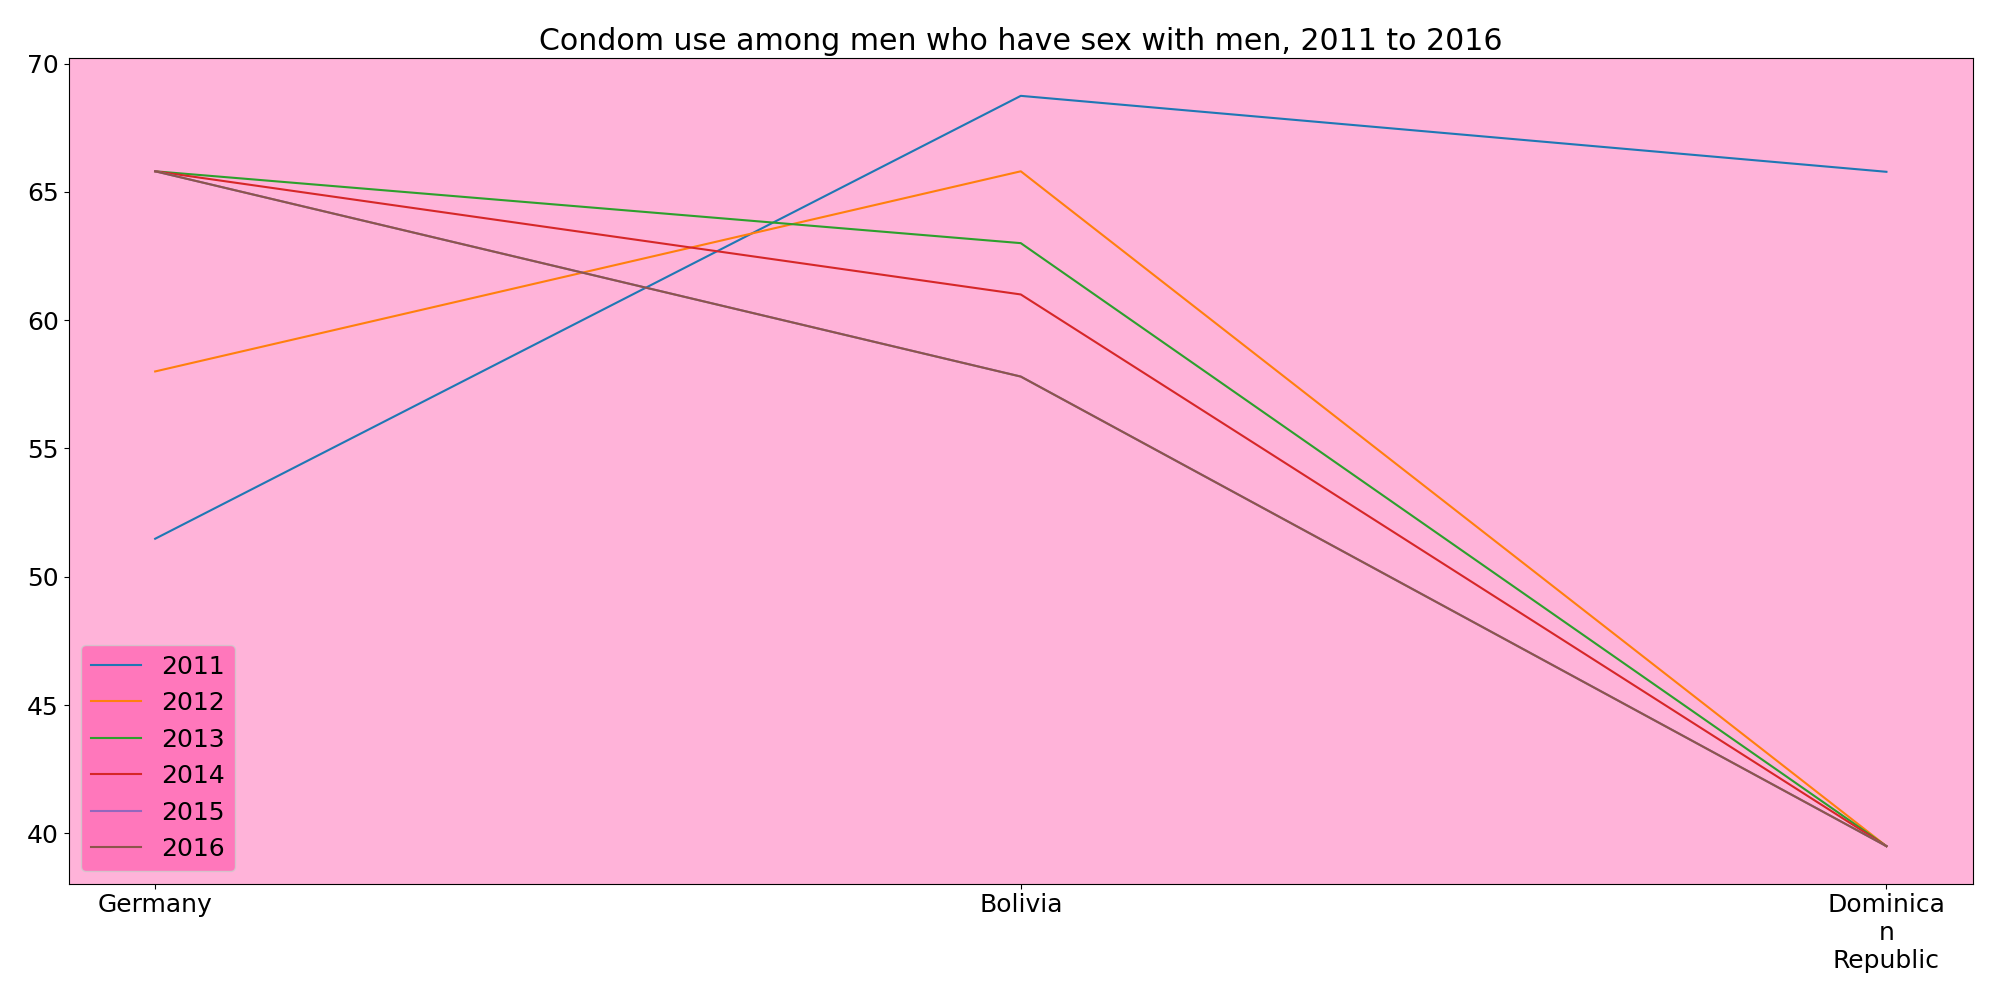 Condom use among men who have sex with men, 2011 to 2016
70
65
60
55
50
45
40
2011
2012
2013
2014
2015
2016
Germany
Bolivia
Dominica
n
Republic